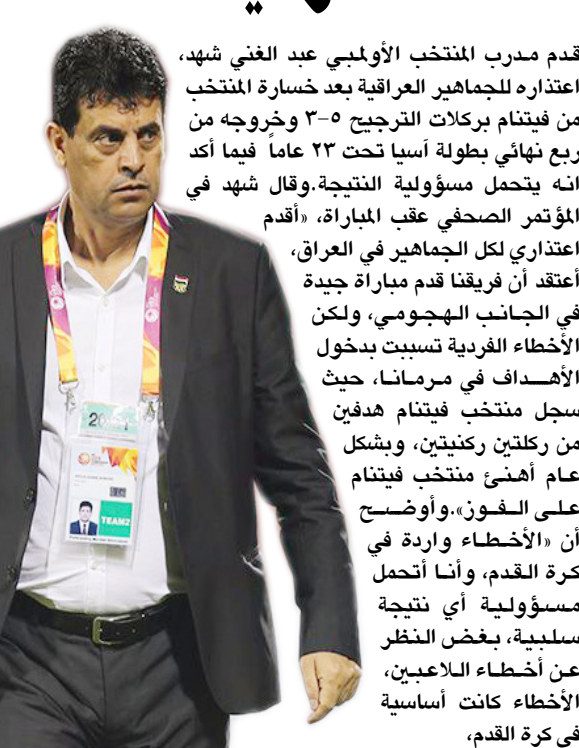 قدم مدرب المنتخب الأولمبي عبد الغني شهد،
اعتذاره للجماهير العراقية بعد خسارة المنتخب
من فيتنام بركلات الترجيح ٥-٣ وخروجه من
ربع نهائي بطولة آسيا تحت ٢٣ عاماً فيما أكد
انه يتحمل مسؤولية النتيجة.وقال شهد في
المؤتمر الصحفي عقب المباراة، «أقدم
اعتذاري لكل الجماهير في العراق،
أعتقد أن فريقنا قدم مباراة جيدة
في الجانب الهجومي، ولكن
الأخطاء الفردية تسببت بدخول
الأهداف في مرمانا، حيث
سجل منتخب فيتنام هدفين
من ركلتين ركنيتين، وبشكل
عام أهنئ منتخب فيتنام
على الفوز».وأوضح
أن «الأخطاء واردة في
كرة القدم، وأنا أتحمل
مسؤولية أي نتيجة
سلبية، بغض النظر
عن أخطاء اللاعبين،
الأخطاء كانت أساسية
في كرة القدم،
TEAM2